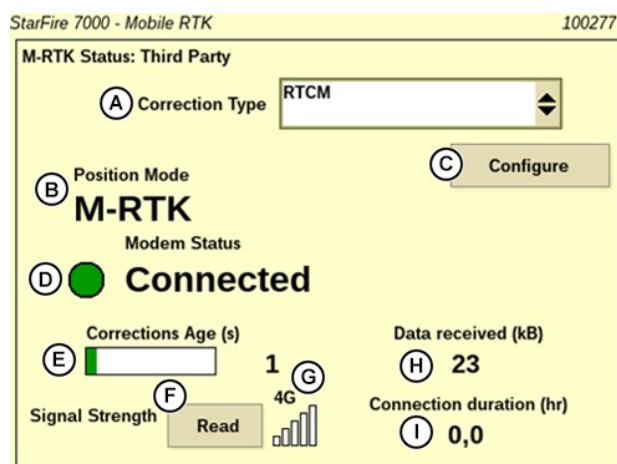 StarFire 7000 - Mobile RTK 100277
M-RTK Status: Third Party
A Correction Type RTCM
C Configure
B Position Mode
M-RTK
Modem Status
D Connected
Corrections Age (s) Data received (kB)
E 1 H 23
F G
Signal Strength Read 4G Connection duration (hr)
I 0,0